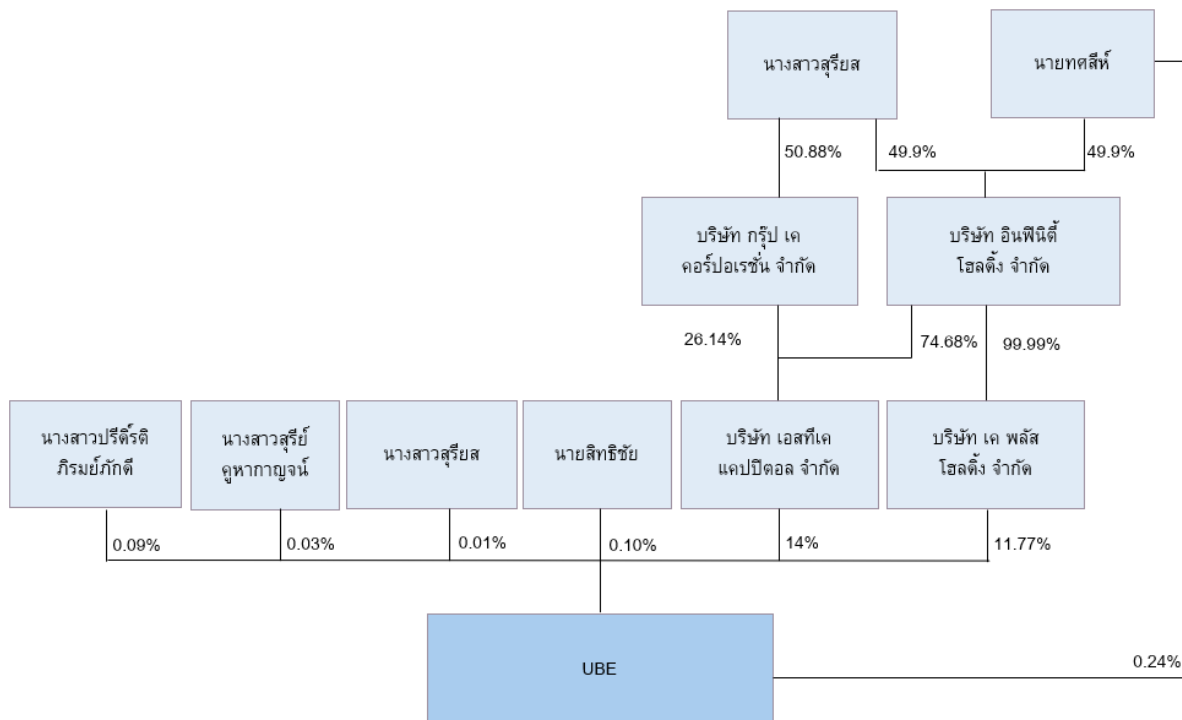 นางสาวสุรียส
นายทศสีห์
50.88%
49.9%
49.9%
บริษัท กรุ๊ป เค
คอร์ปอเรชั่น จำกัด
บริษัท อินฟินิตี้
โฮลดิ้ง จำกัด
26.14%
74.68%
99.99%
นางสาวปรีติ์รติ
ภิรมย์ภักดี
นางสาวสุรีย์
คูหากาญจน์
นางสาวสุรียส
นายสิทธิชัย
บริษัท เอสทีเค
แคปปิตอล จำกัด
บริษัท เค พลัส
โฮลดิ้ง จำกัด
0.09%
0.03%
0.01%
0.10%
14%
11.77%
UBE
0.24%